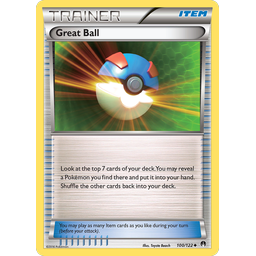 TRAINER
ITEM
Great Ball
Look at the top 7 cards of your deck. You may reveal
a Pokémon you find there and put it into your hand.
Shuffle the other cards back into your deck.
You may play as many Item cards as you like during your turn
(before your attack).
Illus. Toyste Beach
100/122